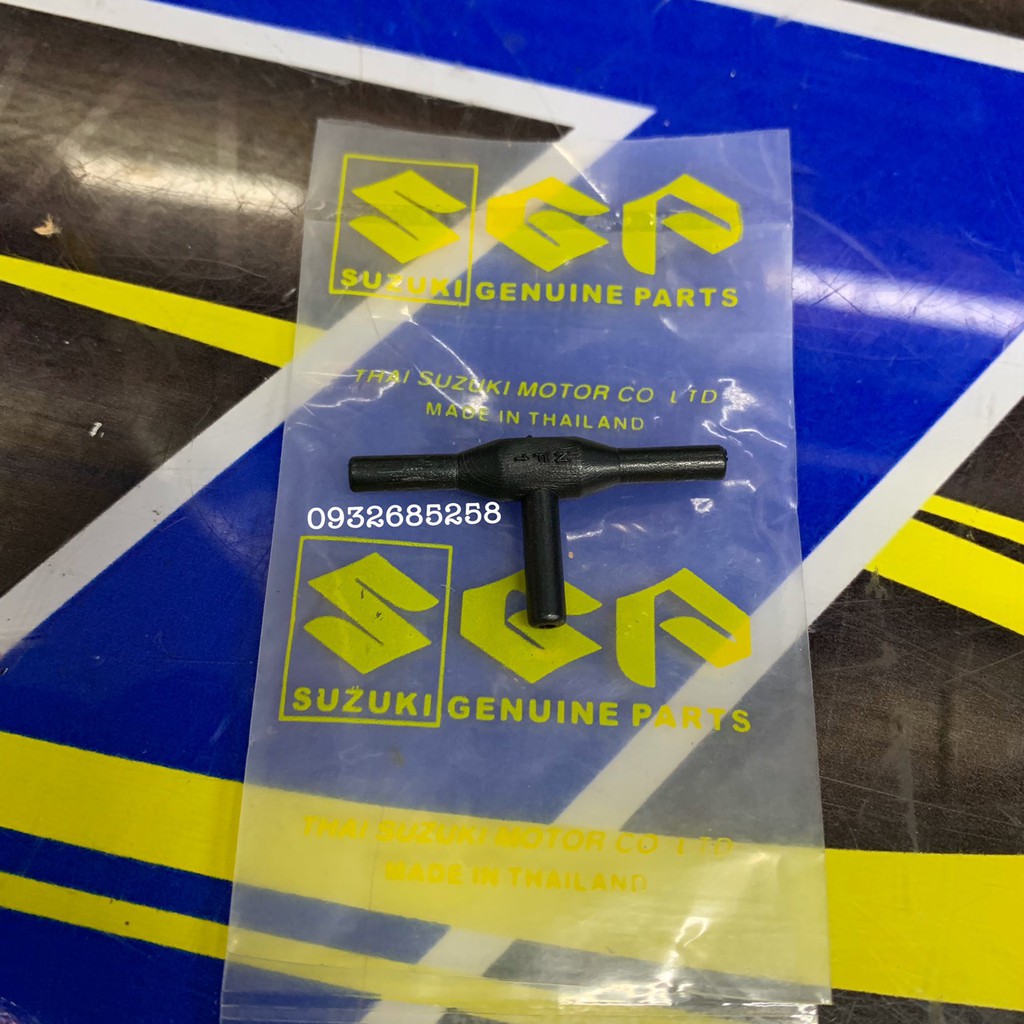 SGP
SUZUKI GENUINE PARTS
THAI SUZUKI MOTOR CO LTD
MADE IN THAILAND
0932685258
SGP
SUZUKI GENUINE PARTS
THAI SUZUKI MOTOR CO LTD
MADE IN THAILAND